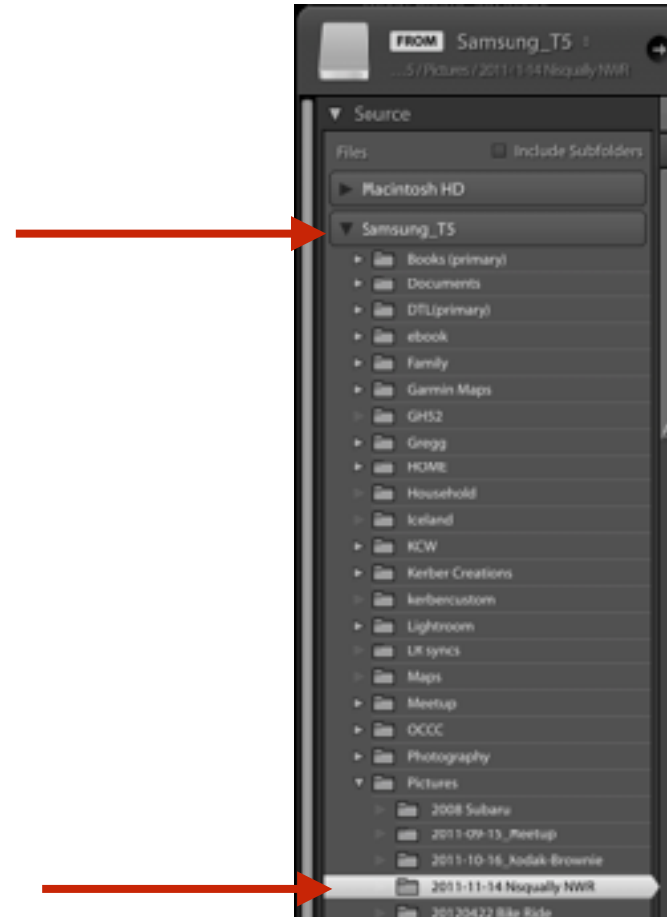 FROM Samsung_T5
...5 / Pictures / 2011-11-14 Nisqually NWR
Source
Files Include Subfolders
Macintosh HD
Samsung_T5
Books (primary)
Documents
DTL(primary)
ebook
Family
Garmin Maps
GH52
Gregg
HOME
Household
Iceland
KCW
Kerber Creations
kerbercustom
Lightroom
LR syncs
Maps
Meetup
OCCC
Photography
Pictures
2008 Subaru
2011-09-15_Meetup
2011-10-16_Kodak-Brownie
2011-11-14 Nisqually NWR
20120422 Bike Ride